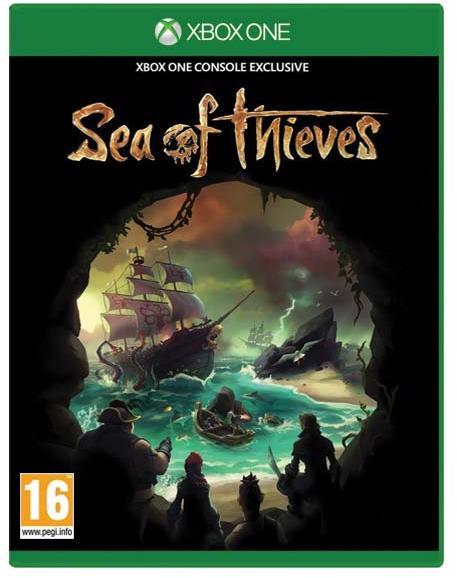 XBOX ONE
XBOX ONE CONSOLE EXCLUSIVE
Sea of Thieves
16
www.pegi.info